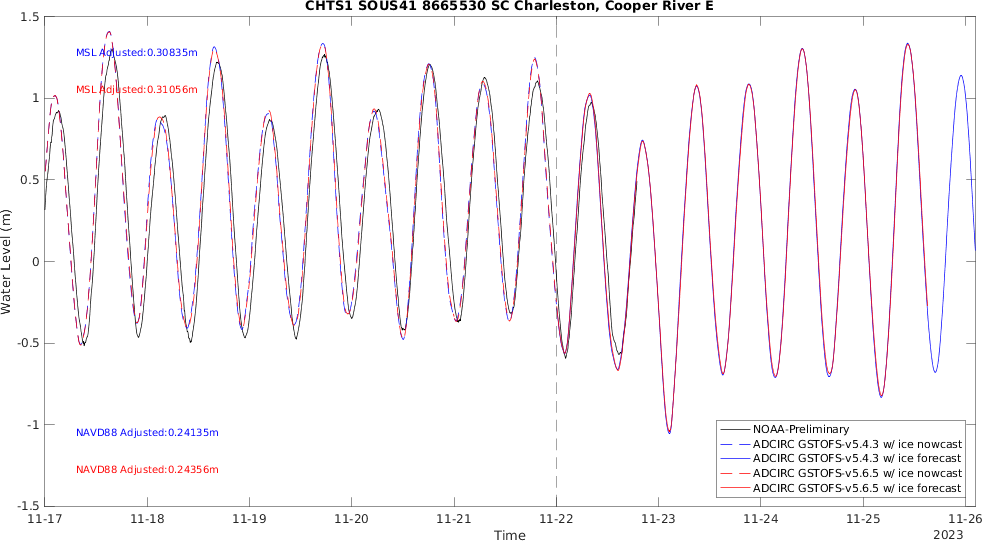 CHTS1 SOUS41 8665530 SC Charleston, Cooper River E
1.5
1
0.5
0
-0.5
-1
-1.5
Water Level (m)
MSL Adjusted:0.30835m
MSL Adjusted:0.31056m
NAVD88 Adjusted:0.24135m
NAVD88 Adjusted:0.24356m
NOAA-Preliminary
ADCIRC GSTOFS-v5.4.3 w/ ice nowcast
ADCIRC GSTOFS-v5.4.3 w/ ice forecast
ADCIRC GSTOFS-v5.6.5 w/ ice nowcast
ADCIRC GSTOFS-v5.6.5 w/ ice forecast
11-17 11-18 11-19 11-20 11-21 11-22 11-23 11-24 11-25 11-26
Time
2023